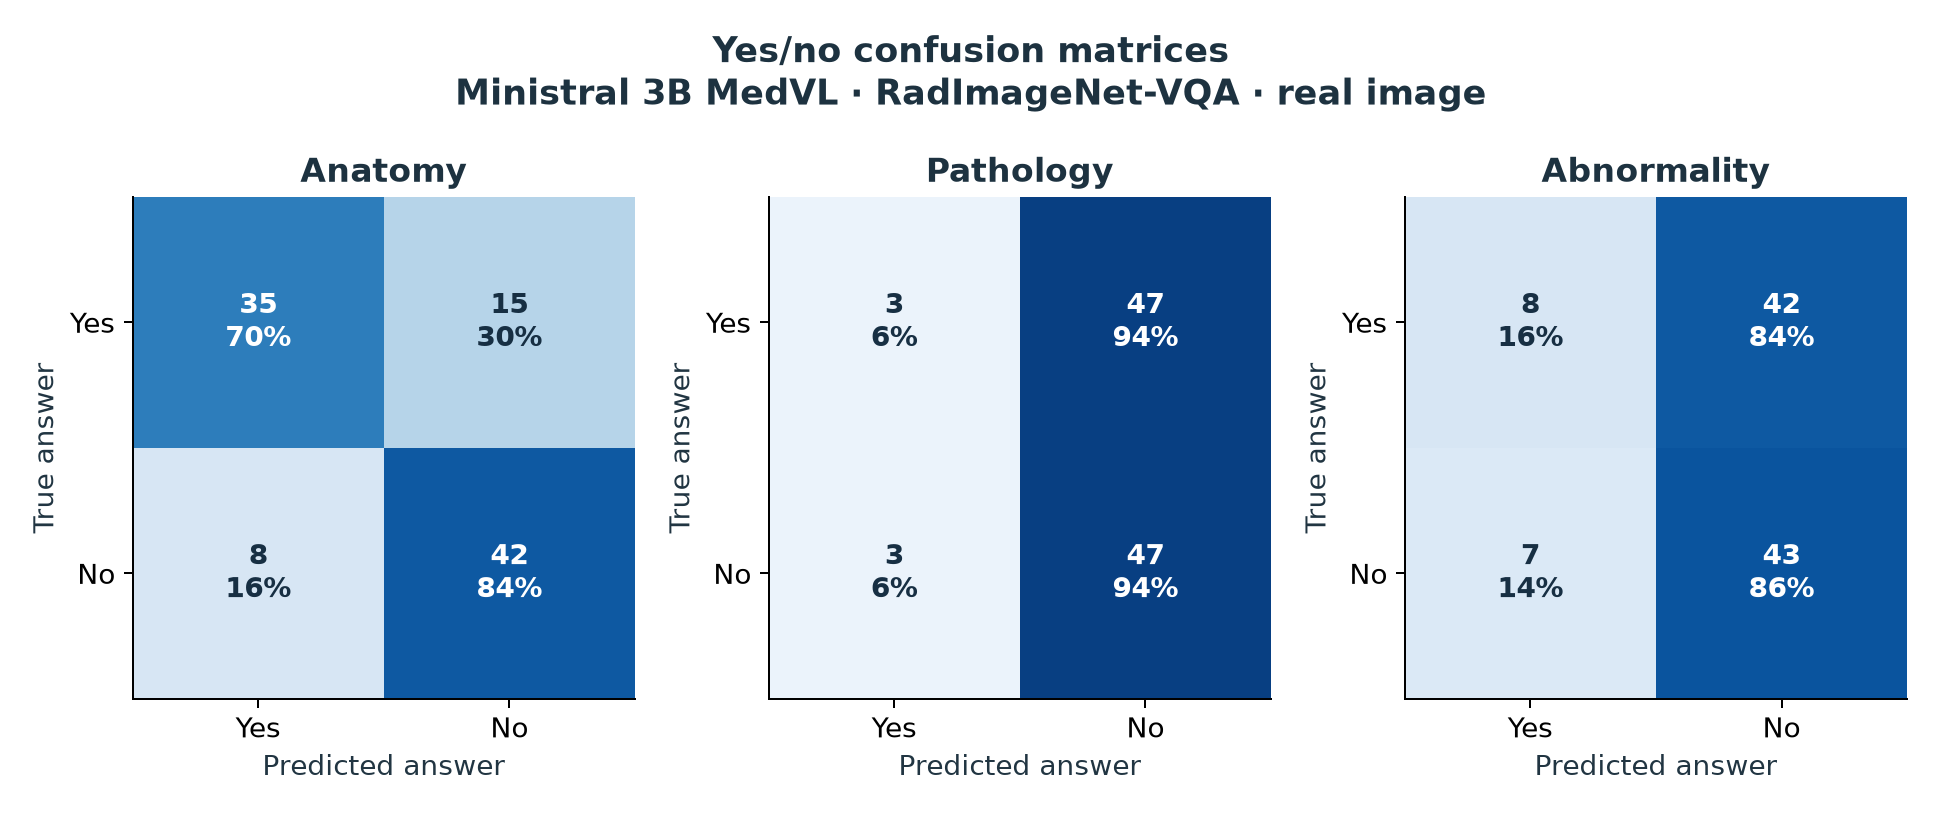 Yes/no confusion matrices
Ministral 3B MedVL · RadImageNet-VQA · real image
Anatomy
True answer
Yes
35
70%
15
30%
No
8
16%
42
84%
Yes
No
Predicted answer
Pathology
True answer
Yes
3
6%
47
94%
No
3
6%
47
94%
Yes
No
Predicted answer
Abnormality
True answer
Yes
8
16%
42
84%
No
7
14%
43
86%
Yes
No
Predicted answer